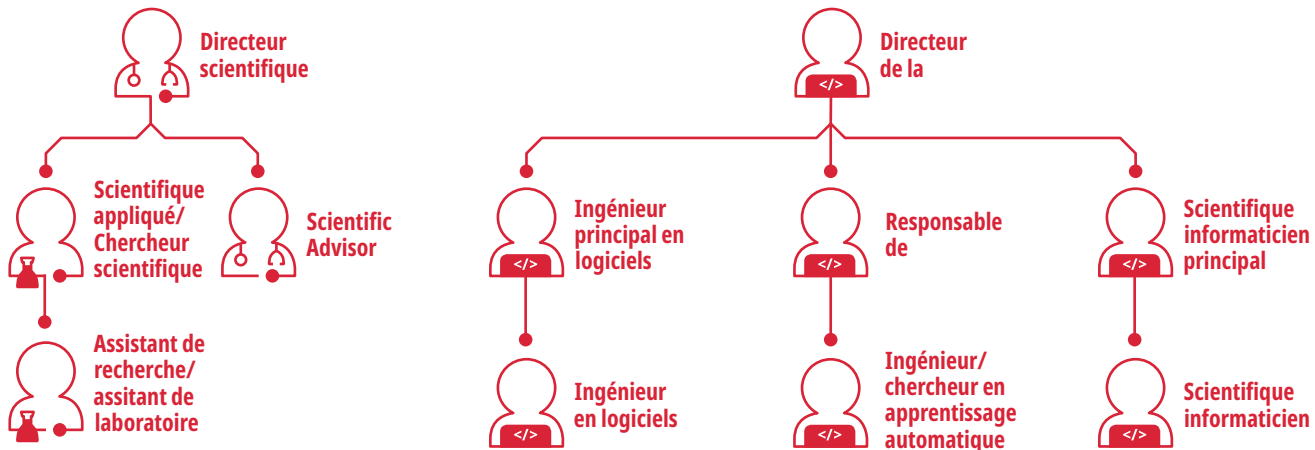 Directeur
scientifique
Directeur
de la
</>
Scientifique
appliqué/
Chercheur
scientifique
Scientific
Advisor
Ingénieur
principal en
logiciels
</>
Responsable
de
</>
Scientifique
informaticien
principal
</>
Assistant de
recherche/
assitant de
laboratoire
Ingénieur
en logiciels
</>
Ingénieur/
chercheur en
apprentissage
automatique
</>
Scientifique
informaticien
</>